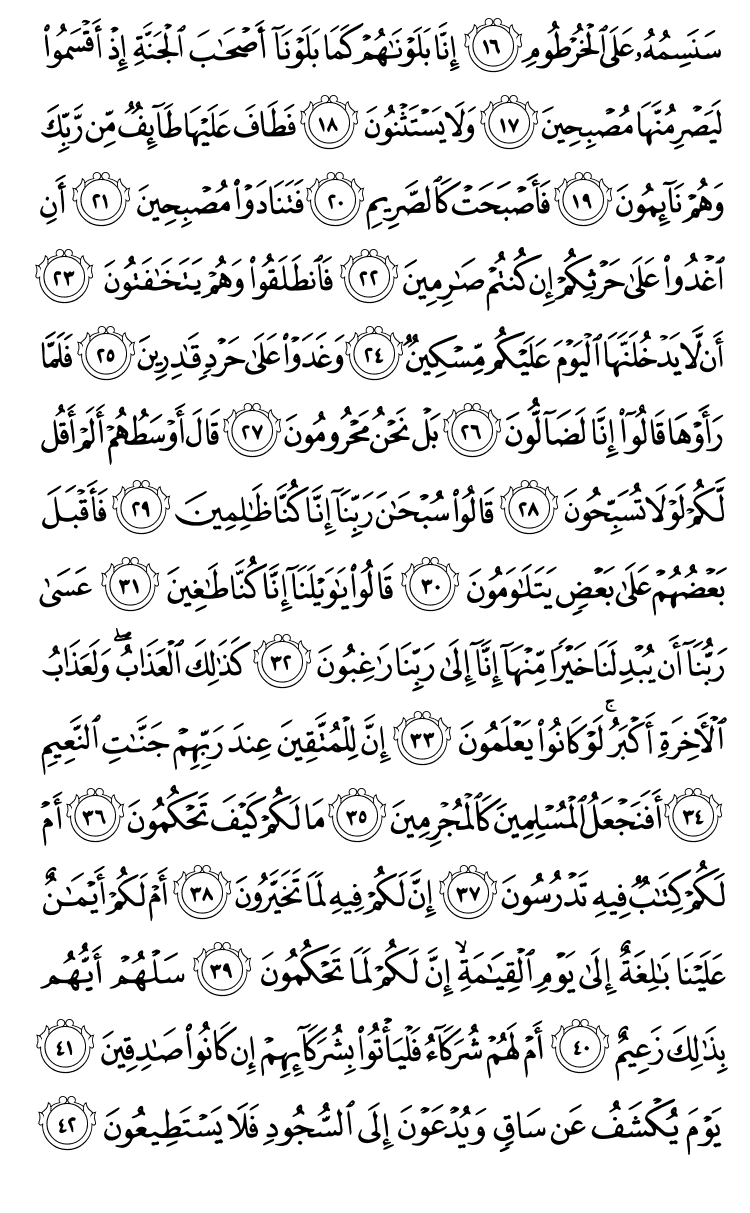 سَنَسِمُهُۥ عَلَى ٱلْخُرْطُومِ ١٦ إِنَّا بَلَوْنَٰهُمْ كَمَا بَلَوْنَآ أَصْحَٰبَ ٱلْجَنَّةِ إِذْ أَقْسَمُوا۟
لَيَصْرِمُنَّهَا مُصْبِحِينَ ١٧ وَلَا يَسْتَثْنُونَ ١٨ فَطَافَ عَلَيْهَا طَآئِفٌ مِّن رَّبِّكَ
وَهُمْ نَآئِمُونَ ١٩ فَأَصْبَحَتْ كَٱلصَّرِيمِ ٢٠ فَتَنَادَوْا۟ مُصْبِحِينَ ٢١ أَنِ
ٱغْدُوا۟ عَلَىٰ حَرْثِكُمْ إِن كُنتُمْ صَٰرِمِينَ ٢٢ فَٱنطَلَقُوا۟ وَهُمْ يَتَخَٰفَتُونَ ٢٣
أَن لَّا يَدْخُلَنَّهَا ٱلْيَوْمَ عَلَيْكُم مِّسْكِينٌ ٢٤ وَغَدَوْا۟ عَلَىٰ حَرْدٍ قَٰدِرِينَ ٢٥ فَلَمَّا
رَأَوْهَا قَالُوٓا۟ إِنَّا لَضَآلُّونَ ٢٦ بَلْ نَحْنُ مَحْرُومُونَ ٢٧ قَالَ أَوْسَطُهُمْ أَلَمْ أَقُل
لَّكُمْ لَوْلَا تُسَبِّحُونَ ٢٨ قَالُوا۟ سُبْحَٰنَ رَبِّنَآ إِنَّا كُنَّا ظَٰلِمِينَ ٢٩ فَأَقْبَلَ
بَعْضُهُمْ عَلَىٰ بَعْضٍ يَتَلَٰوَمُونَ ٣٠ قَالُوا۟ يَٰوَيْلَنَآ إِنَّا كُنَّا طَٰغِينَ ٣١ عَسَىٰ
رَبُّنَآ أَن يُبْدِلَنَا خَيْرًا مِّنْهَآ إِنَّآ إِلَىٰ رَبِّنَا رَٰغِبُونَ ٣٢ كَذَٰلِكَ ٱلْعَذَابُ ۖ وَلَعَذَابُ
ٱلْءَاخِرَةِ أَكْبَرُ ۚ لَوْ كَانُوا۟ يَعْلَمُونَ ٣٣ إِنَّ لِلْمُتَّقِينَ عِندَ رَبِّهِمْ جَنَّٰتِ ٱلنَّعِيمِ
٣٤ أَفَنَجْعَلُ ٱلْمُسْلِمِينَ كَٱلْمُجْرِمِينَ ٣٥ مَا لَكُمْ كَيْفَ تَحْكُمُونَ ٣٦ أَمْ
لَكُمْ كِتَٰبٌ فِيهِ تَدْرُسُونَ ٣٧ إِنَّ لَكُمْ فِيهِ لَمَا تَخَيَّرُونَ ٣٨ أَمْ لَكُمْ أَيْمَٰنٌ
عَلَيْنَا بَٰلِغَةٌ إِلَىٰ يَوْمِ ٱلْقِيَٰمَةِ ۙ إِنَّ لَكُمْ لَمَا تَحْكُمُونَ ٣٩ سَلْهُمْ أَيُّهُم
بِذَٰلِكَ زَعِيمٌ ٤٠ أَمْ لَهُمْ شُرَكَآءُ فَلْيَأْتُوا۟ بِشُرَكَآئِهِمْ إِن كَانُوا۟ صَٰدِقِينَ ٤١
يَوْمَ يُكْشَفُ عَن سَاقٍ وَيُدْعَوْنَ إِلَى ٱلسُّجُودِ فَلَا يَسْتَطِيعُونَ ٤٢